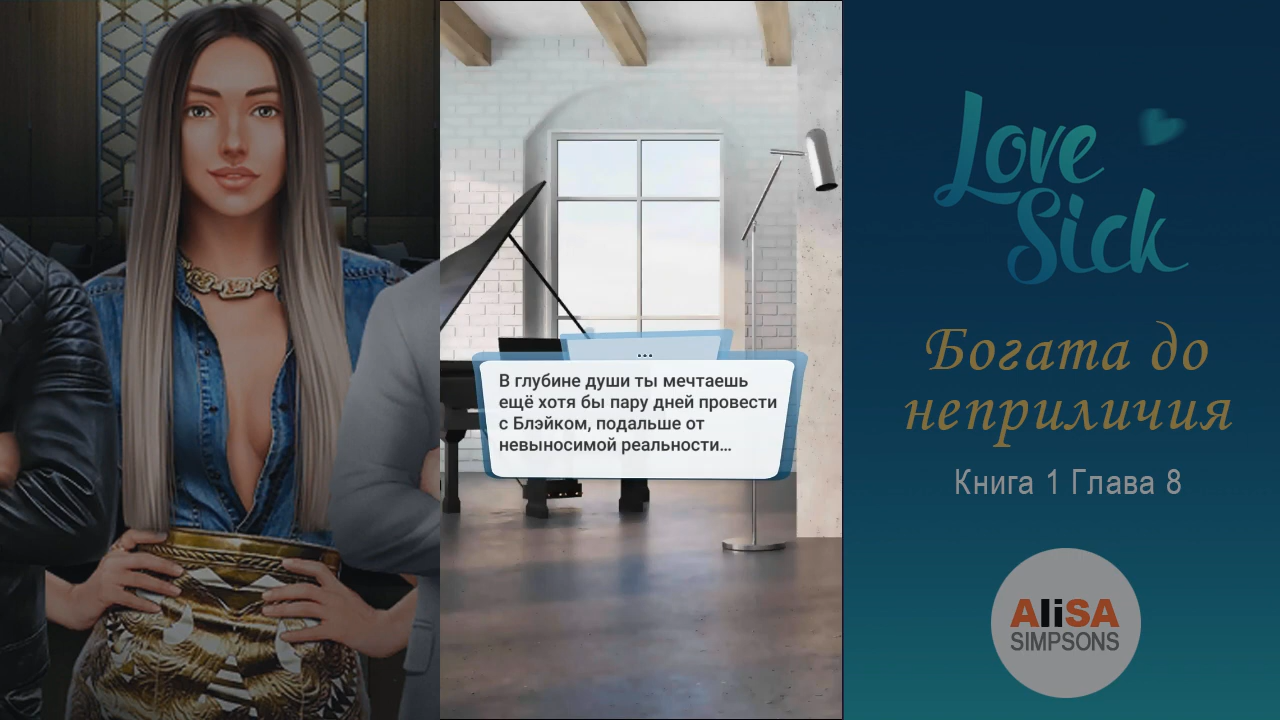 ...
В глубине души ты мечтаешь
ещё хотя бы пару дней провести
с Блэйком, подальше от
невыносимой реальности...
Love
Sick
Богата до
неприличия
Книга 1 Глава 8
AliSA
SIMPSONS